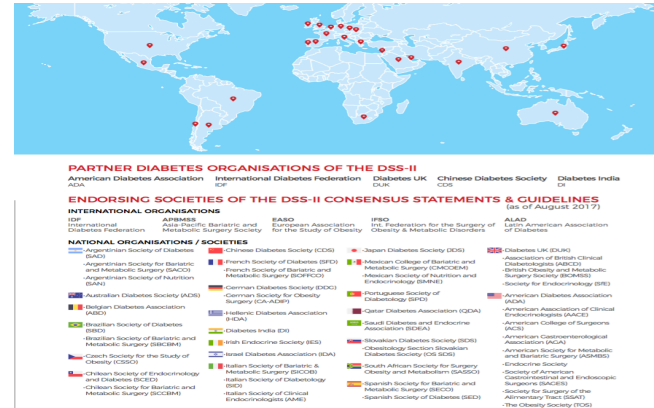 PARTNER DIABETES ORGANISATIONS OF THE DSS-II
American Diabetes Association International Diabetes Federation Diabetes UK Chinese Diabetes Society Diabetes India
ADA IDF DUK CDS DI
ENDORSING SOCIETIES OF THE DSS-II CONSENSUS STATEMENTS & GUIDELINES
(as of August 2017)
INTERNATIONAL ORGANISATIONS
IDF
International
Diabetes Federation
APBMSS
Asia-Pacific Bariatric and
Metabolic Surgery Society
EASO
European Association
for the Study of Obesity
IFSO
Int. Federation for the Surgery of
Obesity & Metabolic Disorders
ALAD
Latin American Association
of Diabetes
NATIONAL ORGANISATIONS / SOCIETIES
-Argentinian Society of Diabetes
(SAD)
-Argentinian Society for Bariatric
and Metabolic Surgery (SACO)
-Argentinian Society of Nutrition
(SAN)
-Australian Diabetes Society (ADS)
-Belgian Diabetes Association
(ABD)
-Brazilian Society of Diabetes
(SBD)
-Brazilian Society of Bariatric and
Metabolic Surgery (SBCBM)
-Czech Society for the Study of
Obesity (CSSO)
-Chilean Society of Endocrinology
and Diabetes (SCED)
-Chilean Society for Bariatric and
Metabolic Surgery (SCCBM)
-Chinese Diabetes Society (CDS)
-French Society of Diabetes (SFD)
-French Society of Bariatric and
Metabolic Surgery (SOFFCO)
-German Diabetes Society (DDG)
-German Society for Obesity
Surgery (CA-ADIP)
-Hellenic Diabetes Association
(HDA)
-Diabetes India (DI)
-Irish Endocrine Society (IES)
-Israel Diabetes Association (IDA)
-Italian Society of Bariatric &
Metabolic Surgery (SICOB)
-Italian Society of Diabetology
(SID)
-Italian Society of Clinical
Endocrinologists (AME)
-Japan Diabetes Society (JDS)
-Mexican College of Bariatric and
Metabolic Surgery (CMCOEM)
-Mexican Society of Nutrition and
Endocrinology (SMNE)
-Portuguese Society of
Diabetology (SPD)
-Qatar Diabetes Association (QDA)
-Saudi Diabetes and Endocrine
Association (SDEA)
-Slovakian Diabetes Society (SDS)
-Obesitology Section Slovakian
Diabetes Society (OS SDS)
-South African Society for Surgery
Obesity and Metabolism (SASSO)
-Spanish Society for Bariatric and
Metabolic Surgery (SECO)
-Spanish Society of Diabetes (SED)
-Diabetes UK (DUK)
-Association of British Clinical
Diabetologists (ABCD)
-British Obesity and Metabolic
Surgery Society (BOMSS)
-Society for Endocrinology (SfE)
-American Diabetes Association
(ADA)
-American Association of Clinical
Endocrinologists (AACE)
-American College of Surgeons
(ACS)
-American Gastroenterological
Association (AGA)
-American Society for Metabolic
and Bariatric Surgery (ASMBS)
-Endocrine Society
-Society of American
Gastrointestinal and Endoscopic
Surgeons (SAGES)
-Society for Surgery of the
Alimentary Tract (SSAT)
-The Obesity Society (TOS)